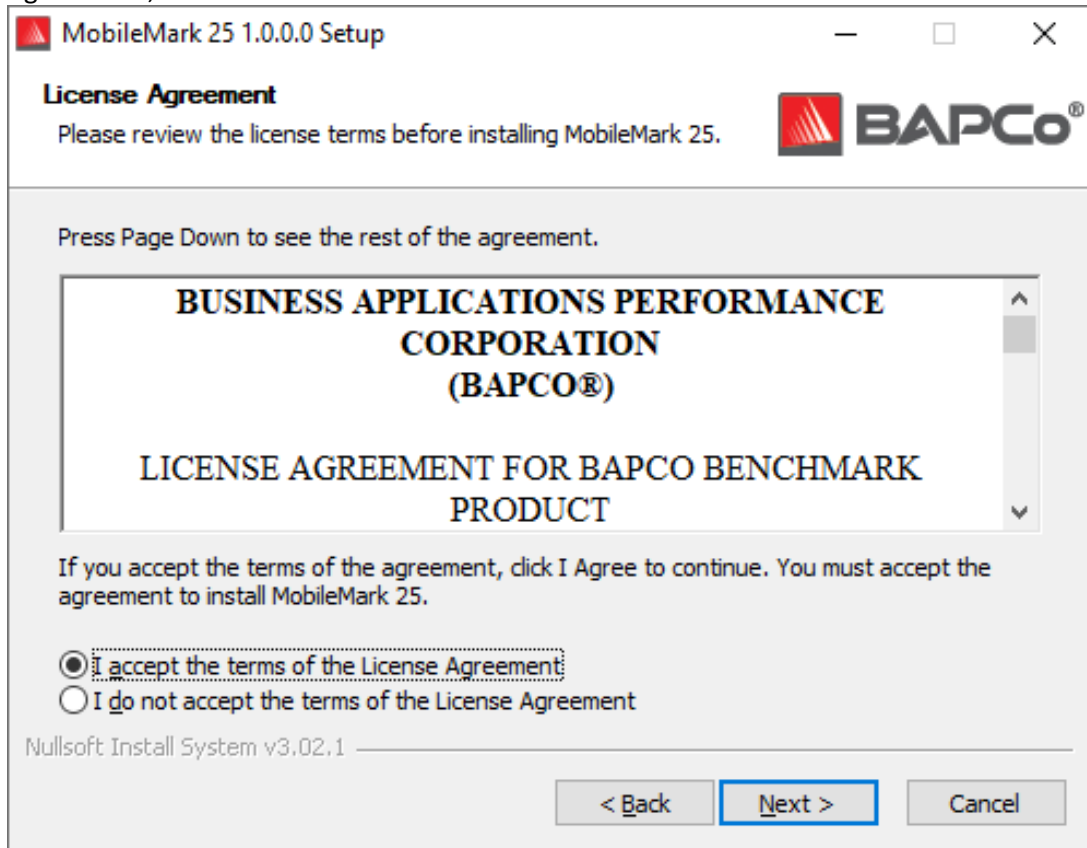 MobileMark 25 1.0.0.0 Setup
License Agreement
Please review the license terms before installing MobileMark 25.
BAPCo®
Press Page Down to see the rest of the agreement.
BUSINESS APPLICATIONS PERFORMANCE
CORPORATION
(BAPCO®)
LICENSE AGREEMENT FOR BAPCO BENCHMARK
PRODUCT
If you accept the terms of the agreement, click I Agree to continue. You must accept the
agreement to install MobileMark 25.
I accept the terms of the License Agreement
I do not accept the terms of the License Agreement
Nullsoft Install System v3.02.1
< Back
Next >
Cancel